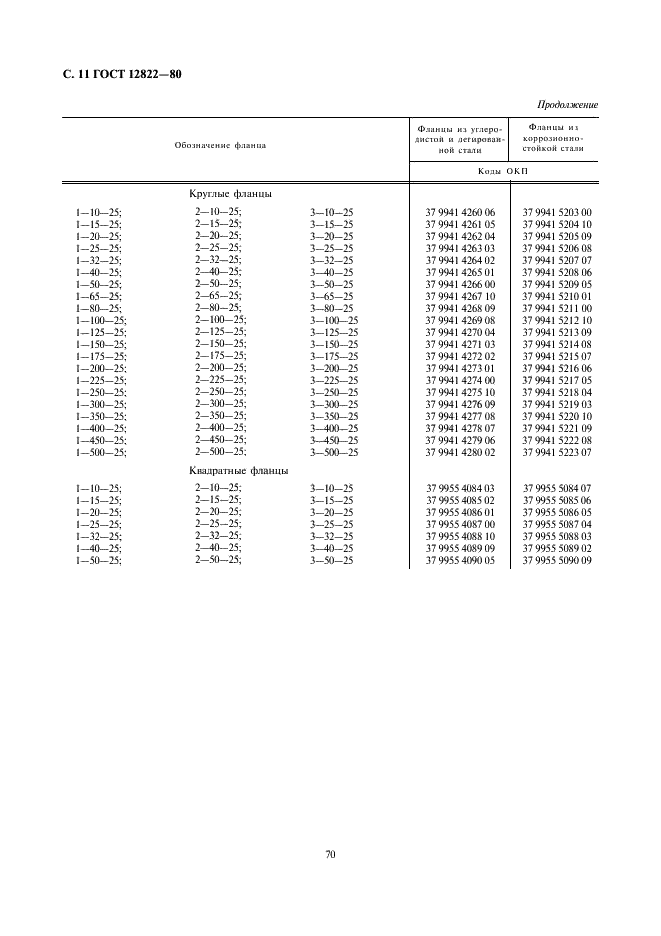 С. 11 ГОСТ 12822—80
Продолжение
Обозначение фланца
Фланцы из углеро-
дистой и легирован-
ной стали
Фланцы из
коррозионно-
стойкой стали
Коды ОКП
Круглые фланцы
1—10—25; 2—10—25; 3—10—25 37 9941 4260 06 37 9941 5203 00
1—15—25; 2—15—25; 3—15—25 37 9941 4261 05 37 9941 5204 10
1—20—25; 2—20—25; 3—20—25 37 9941 4262 04 37 9941 5205 09
1—25—25; 2—25—25; 3—25—25 37 9941 4263 03 37 9941 5206 08
1—32—25; 2—32—25; 3—32—25 37 9941 4264 02 37 9941 5207 07
1—40—25; 2—40—25; 3—40—25 37 9941 4265 01 37 9941 5208 06
1—50—25; 2—50—25; 3—50—25 37 9941 4266 00 37 9941 5209 05
1—65—25; 2—65—25; 3—65—25 37 9941 4267 10 37 9941 5210 01
1—80—25; 2—80—25; 3—80—25 37 9941 4268 09 37 9941 5211 00
1—100—25; 2—100—25; 3—100—25 37 9941 4269 08 37 9941 5212 10
1—125—25; 2—125—25; 3—125—25 37 9941 4270 04 37 9941 5213 09
1—150—25; 2—150—25; 3—150—25 37 9941 4271 03 37 9941 5214 08
1—175—25; 2—175—25; 3—175—25 37 9941 4272 02 37 9941 5215 07
1—200—25; 2—200—25; 3—200—25 37 9941 4273 01 37 9941 5216 06
1—225—25; 2—225—25; 3—225—25 37 9941 4274 00 37 9941 5217 05
1—250—25; 2—250—25; 3—250—25 37 9941 4275 10 37 9941 5218 04
1—300—25; 2—300—25; 3—300—25 37 9941 4276 09 37 9941 5219 03
1—350—25; 2—350—25; 3—350—25 37 9941 4277 08 37 9941 5220 10
1—400—25; 2—400—25; 3—400—25 37 9941 4278 07 37 9941 5221 09
1—450—25; 2—450—25; 3—450—25 37 9941 4279 06 37 9941 5222 08
1—500—25; 2—500—25; 3—500—25 37 9941 4280 02 37 9941 5223 07
Квадратные фланцы
1—10—25; 2—10—25; 3—10—25 37 9955 4084 03 37 9955 5084 07
1—15—25; 2—15—25; 3—15—25 37 9955 4085 02 37 9955 5085 06
1—20—25; 2—20—25; 3—20—25 37 9955 4086 01 37 9955 5086 05
1—25—25; 2—25—25; 3—25—25 37 9955 4087 00 37 9955 5087 04
1—32—25; 2—32—25; 3—32—25 37 9955 4088 10 37 9955 5088 03
1—40—25; 2—40—25; 3—40—25 37 9955 4089 09 37 9955 5089 02
1—50—25; 2—50—25; 3—50—25 37 9955 4090 05 37 9955 5090 09
70